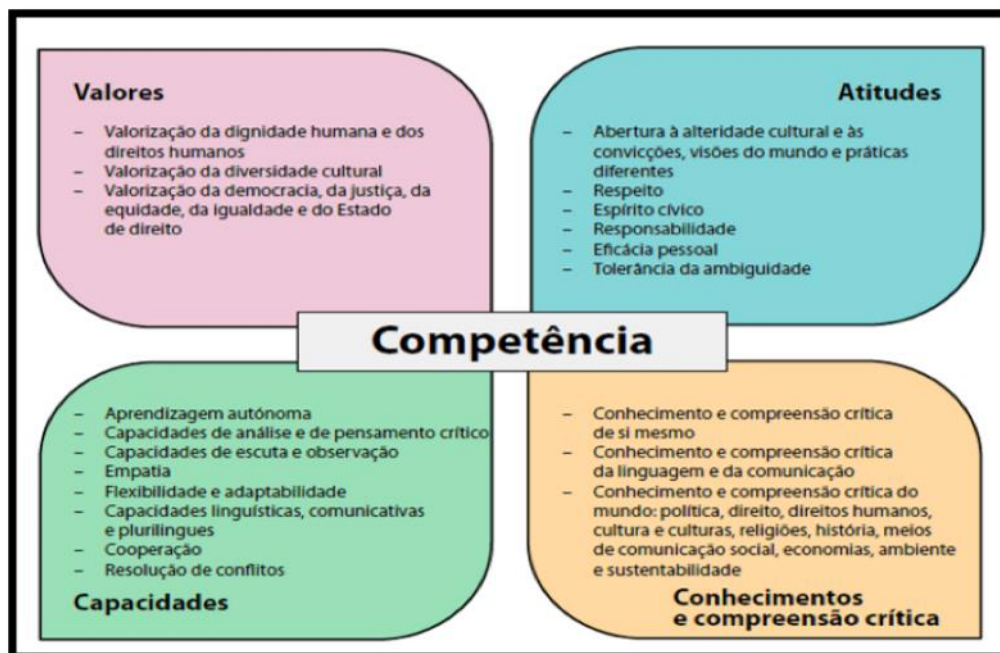 Valores
– Valorização da dignidade humana e dos
direitos humanos
– Valorização da diversidade cultural
– Valorização da democracia, da justiça, da
equidade, da igualdade e do Estado
de direito
Atitudes
– Abertura à alteridade cultural e às
convicções, visões do mundo e práticas
diferentes
– Respeito
– Espírito cívico
– Responsabilidade
– Eficácia pessoal
– Tolerância da ambiguidade
Competência
– Aprendizagem autónoma
– Capacidades de análise e de pensamento crítico
– Capacidades de escuta e observação
– Empatia
– Flexibilidade e adaptabilidade
– Capacidades linguísticas, comunicativas
e plurilingues
– Cooperação
– Resolução de conflitos
Capacidades
– Conhecimento e compreensão crítica
de si mesmo
– Conhecimento e compreensão crítica
da linguagem e da comunicação
– Conhecimento e compreensão crítica do
mundo: política, direito, direitos humanos,
cultura e culturas, religiões, história, meios
de comunicação social, economias, ambiente
e sustentabilidade
Conhecimentos
e compreensão crítica